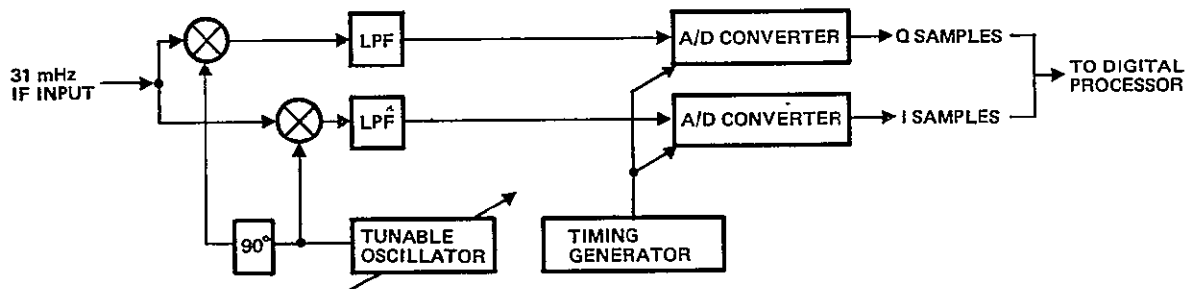 31 mHz
IF INPUT
LPF
A/D CONVERTER
Q SAMPLES
TO DIGITAL
PROCESSOR
LPF
A/D CONVERTER
I SAMPLES
90°
TUNABLE
OSCILLATOR
TIMING
GENERATOR